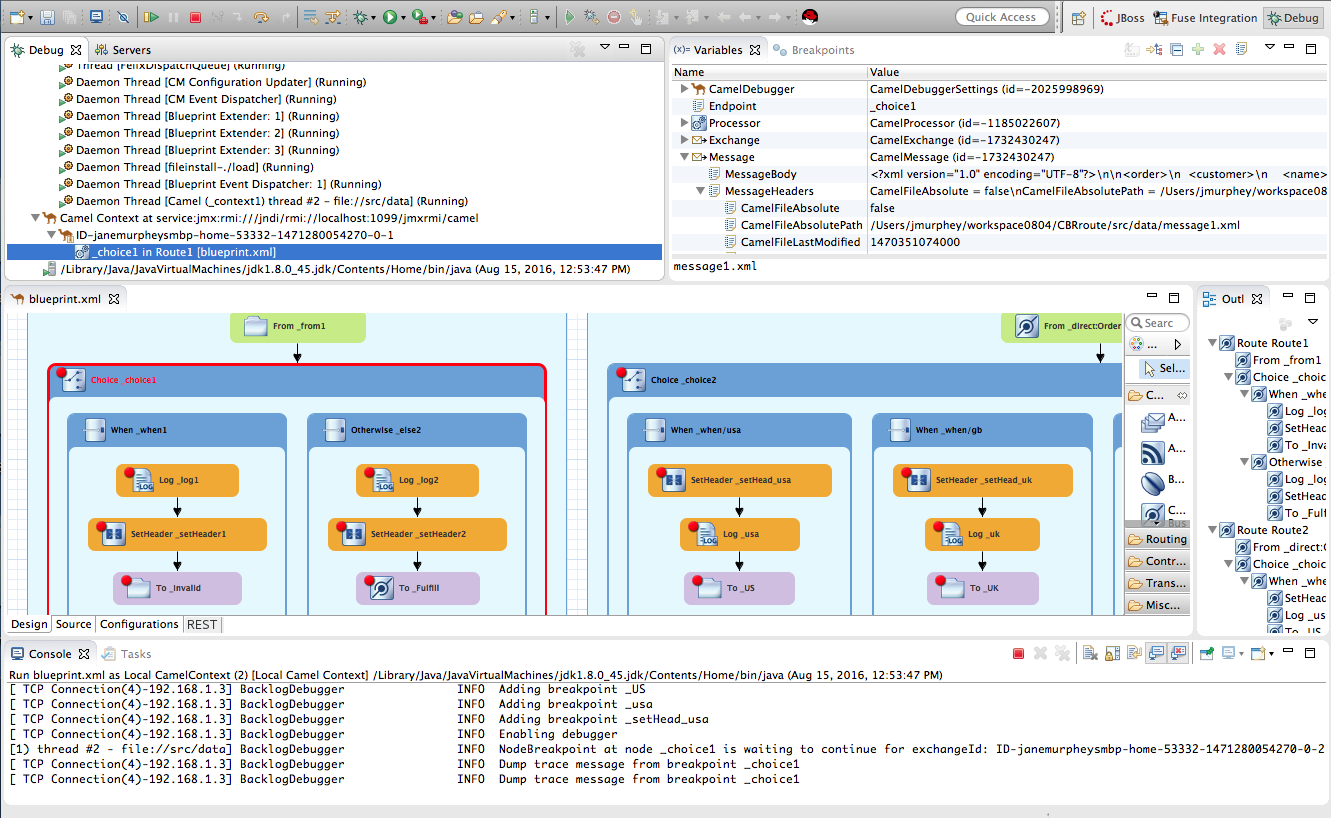 Quick Access
JBoss
Fuse Integration
Debug
Debug
Servers
Thread [FelixDispatchQueue] (Running)
Daemon Thread [CM Configuration Updater] (Running)
Daemon Thread [CM Event Dispatcher] (Running)
Daemon Thread [Blueprint Extender: 1] (Running)
Daemon Thread [Blueprint Extender: 2] (Running)
Daemon Thread [Blueprint Extender: 3] (Running)
Daemon Thread [fileinstall-./load] (Running)
Daemon Thread [Blueprint Event Dispatcher: 1] (Running)
Daemon Thread [Camel (_context1) thread #2 - file://src/data] (Running)
Camel Context at service:jmx:rmi:///jndi/rmi://localhost:1099/jmxrmi/camel
ID-janemurpheysmbp-home-53332-1471280054270-0-1
_choice1 in Route1 [blueprint.xml]
/Library/Java/JavaVirtualMachines/jdk1.8.0_45.jdk/Contents/Home/bin/java (Aug 15, 2016, 12:53:47 PM)
(x)= Variables
Breakpoints
Name Value
CamelDebugger CamelDebuggerSettings (id=-2025998969)
Endpoint _choice1
Processor CamelProcessor (id=-1185022607)
Exchange CamelExchange (id=-1732430247)
Message CamelMessage (id=-1732430247)
MessageBody <?xml version="1.0" encoding="UTF-8"?>\n\n<order>\n <customer>\n <name>
MessageHeaders CamelFileAbsolute = false\nCamelFileAbsolutePath = /Users/jmurphey/workspace08
CamelFileAbsolute false
CamelFileAbsolutePath /Users/jmurphey/workspace0804/CBRroute/src/data/message1.xml
CamelFileLastModified 1470351074000
message1.xml
blueprint.xml
From _from1
Choice _choice1
When _when1
Otherwise _else2
Log _log1
Log _log2
SetHeader _setHeader1
SetHeader _setHeader2
To _Invalid
To _Fulfill
From _direct:Order
Choice _choice2
When _when/usa
When _when/gb
SetHeader _setHead_usa
SetHeader _setHead_uk
Log _usa
Log _uk
To _US
To _UK
Searc
...
Sel...
C...
A...
A...
B...
C...
Bus
Routing
Contr...
Trans...
Misc...
Design
Source
Configurations
REST
Outl
Route Route1
From _from1
Choice _choic
When _whe
Log _log
SetHead
To _Inva
Otherwise
Log _log
SetHead
To _Fulf
Route Route2
From _direct:O
Choice _choic
When _whe
SetHead
Log _us
To _US
Console
Tasks
Run blueprint.xml as Local CamelContext (2) [Local Camel Context] /Library/Java/JavaVirtualMachines/jdk1.8.0_45.jdk/Contents/Home/bin/java (Aug 15, 2016, 12:53:47 PM)
[ TCP Connection(4)-192.168.1.3] BacklogDebugger INFO Adding breakpoint _US
[ TCP Connection(4)-192.168.1.3] BacklogDebugger INFO Adding breakpoint _usa
[ TCP Connection(4)-192.168.1.3] BacklogDebugger INFO Adding breakpoint _setHead_usa
[ TCP Connection(4)-192.168.1.3] BacklogDebugger INFO Enabling debugger
[1) thread #2 - file://src/data] BacklogDebugger INFO NodeBreakpoint at node _choice1 is waiting to continue for exchangeId: ID-janemurpheysmbp-home-53332-1471280054270-0-2
[ TCP Connection(4)-192.168.1.3] BacklogDebugger INFO Dump trace message from breakpoint _choice1
[ TCP Connection(4)-192.168.1.3] BacklogDebugger INFO Dump trace message from breakpoint _choice1